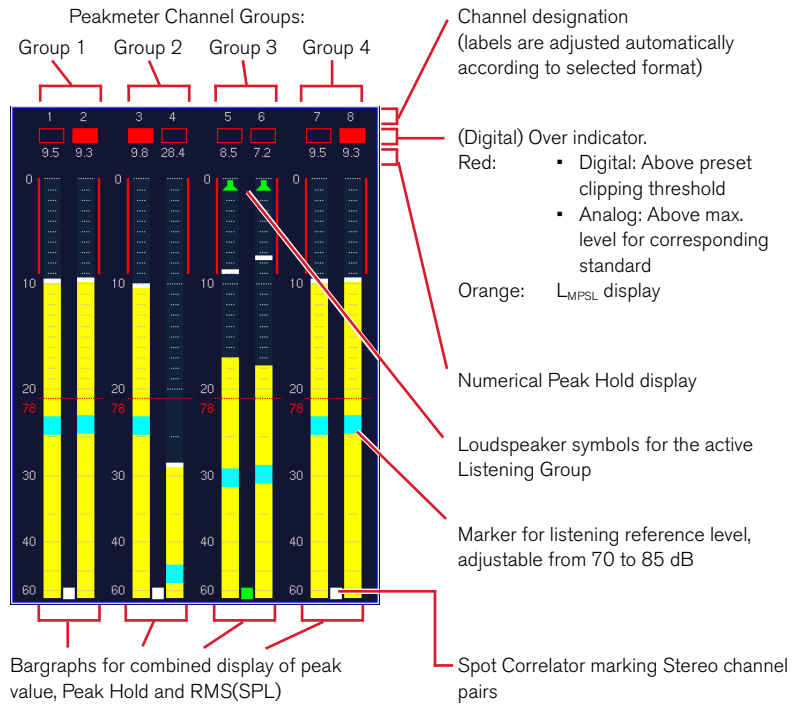 Peakmeter Channel Groups:
Group 1 Group 2 Group 3 Group 4
1 2 3 4 5 6 7 8
9.5 9.3 9.8 28.4 8.5 7.2 9.5 9.3
0 0 0 0
10 10 10 10
20 20 20 20
78 78 78 78
30 30 30 30
40 40 40 40
60 60 60 60
Bargraphs for combined display of peak
value, Peak Hold and RMS(SPL)
Channel designation
(labels are adjusted automatically
according to selected format)
(Digital) Over indicator.
Red: ▪ Digital: Above preset
clipping threshold
▪ Analog: Above max.
level for corresponding
standard
Orange: LMPSL display
Numerical Peak Hold display
Loudspeaker symbols for the active
Listening Group
Marker for listening reference level,
adjustable from 70 to 85 dB
Spot Correlator marking Stereo channel
pairs